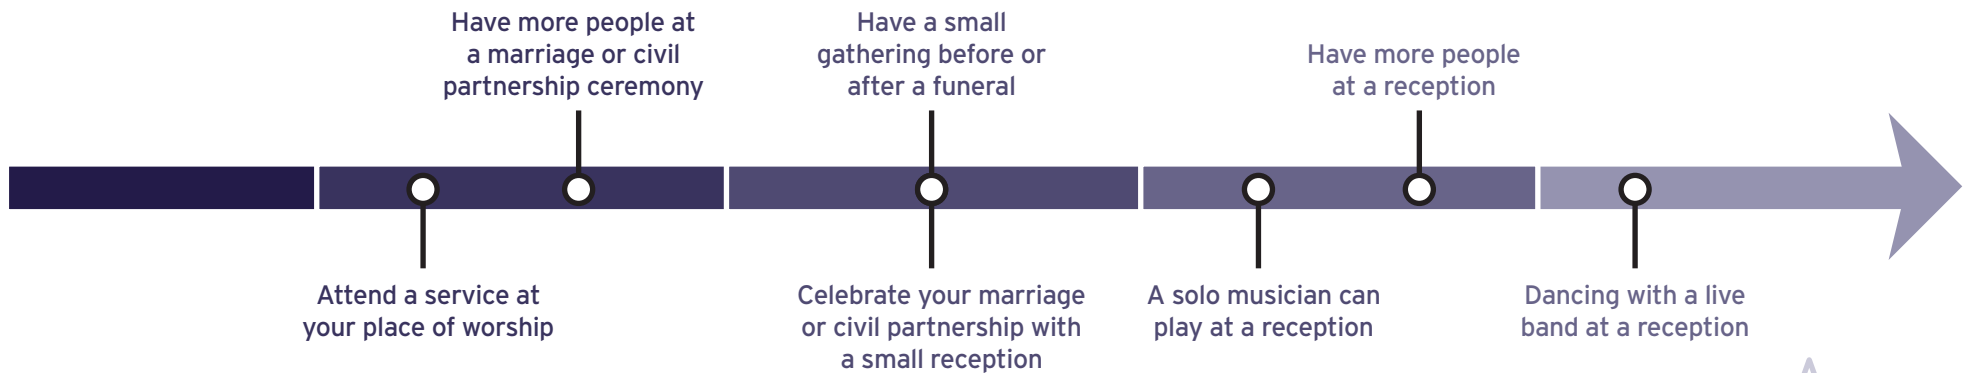 Have more people at
a marriage or civil
partnership ceremony
Have a small
gathering before or
after a funeral
Have more people
at a reception
Attend a service at
your place of worship
Celebrate your marriage
or civil partnership with
a small reception
A solo musician can
play at a reception
Dancing with a live
band at a reception